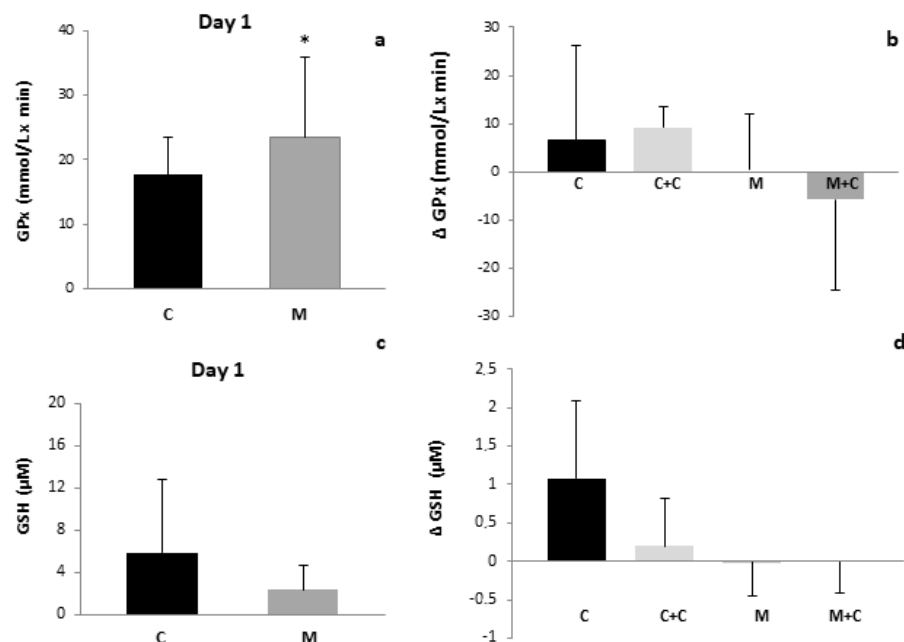 Day 1
a
*
GPx (mmol/Lx min)
40
30
20
10
0
C M
b
Δ GPx (mmol/Lx min)
30
20
10
0
-10
-20
-30
C C+C M M+C
c
Day 1
GSH (µM)
20
16
12
8
4
0
C M
d
Δ GSH (µM)
2,5
2
1,5
1
0,5
0
-0,5
-1
C C+C M M+C